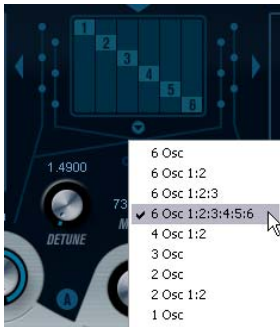 1
2
3
4
5
6
1.4900
73
DETUNE
M
A
6 Osc
6 Osc 1:2
6 Osc 1:2:3
✔ 6 Osc 1:2:3:4:5:6
4 Osc 1:2
3 Osc
2 Osc
2 Osc 1:2
1 Osc